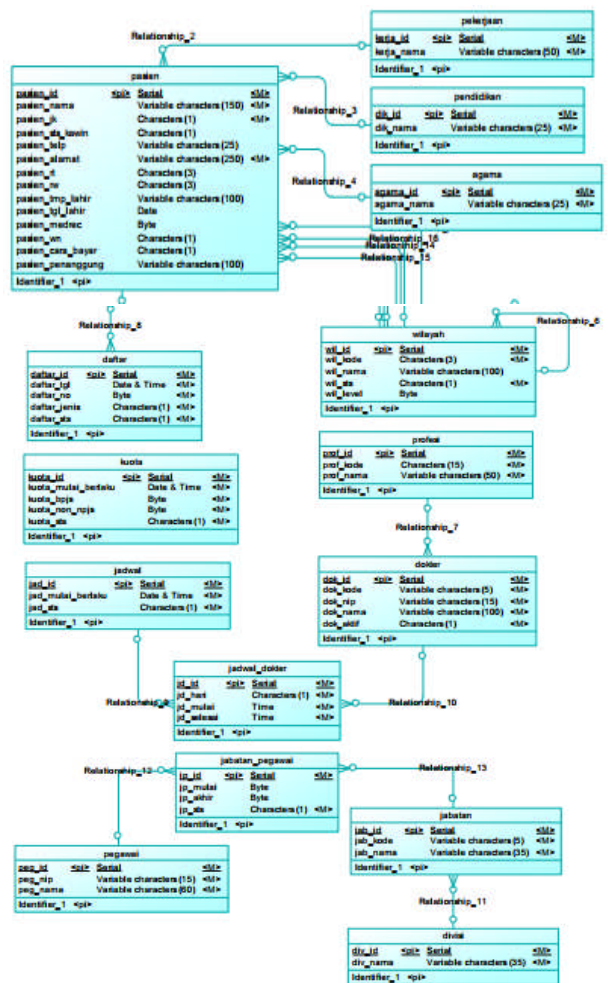 Relationship_2
pekerjaan
kerja_id <pi> Serial <M>
kerja_nama Variable characters (50) <M>
Identifier_1 <pi>
pasien
pasien_id <pi> Serial <M>
pasien_nama Variable characters (150) <M>
pasien_jk Characters (1) <M>
pasien_sts_kawin Characters (1)
pasien_telp Variable characters (25)
pasien_alamat Variable characters (250) <M>
pasien_rt Characters (3)
pasien_rw Characters (3)
pasien_tmp_lahir Variable characters (100)
pasien_tgl_lahir Date
pasien_medrec Byte
pasien_wn Characters (1)
pasien_cara_bayar Characters (1)
pasien_penanggung Variable characters (100)
Identifier_1 <pi>
Relationship_3
pendidikan
dik_id <pi> Serial <M>
dik_nama Variable characters (25) <M>
Identifier_1 <pi>
Relationship_4
agama
agama_id <pi> Serial <M>
agama_nama Variable characters (25) <M>
Identifier_1 <pi>
Relationship_14
Relationship_15
Relationship_8
daftar
daftar_id <pi> Serial <M>
daftar_tgl Date & Time <M>
daftar_no Byte <M>
daftar_jenis Characters (1) <M>
daftar_sts Characters (1) <M>
Identifier_1 <pi>
Relationship_6
wilayah
wil_id <pi> Serial <M>
wil_kode Characters (3) <M>
wil_nama Variable characters (100)
wil_sts Characters (1) <M>
wil_level Byte
Identifier_1 <pi>
kuota
kuota_id <pi> Serial <M>
kuota_mulai_berlaku Date & Time <M>
kuota_bpjs Byte <M>
kuota_non_npjs Byte <M>
kuota_sts Characters (1) <M>
Identifier_1 <pi>
profesi
prof_id <pi> Serial <M>
prof_kode Characters (15) <M>
prof_nama Variable characters (50) <M>
Identifier_1 <pi>
Relationship_7
jadwal
jad_id <pi> Serial <M>
jad_mulai_berlaku Date & Time <M>
jad_sts Characters (1) <M>
Identifier_1 <pi>
dokter
dok_id <pi> Serial <M>
dok_kode Variable characters (5) <M>
dok_nip Variable characters (15) <M>
dok_nama Variable characters (100) <M>
dok_aktif Characters (1) <M>
Identifier_1 <pi>
jadwal_dokter
jd_id <pi> Serial <M>
jd_hari Characters (1) <M>
jd_mulai Time <M>
jd_selesai Time <M>
Identifier_1 <pi>
Relationship_9
Relationship_10
jabatan_pegawai
jp_id <pi> Serial <M>
jp_mulai Byte
jp_akhir Byte
jp_sts Characters (1) <M>
Identifier_1 <pi>
Relationship_12
Relationship_13
jabatan
jab_id <pi> Serial <M>
jab_kode Variable characters (5) <M>
jab_nama Variable characters (35) <M>
Identifier_1 <pi>
pegawai
peg_id <pi> Serial <M>
peg_nip Variable characters (15) <M>
peg_name Variable characters (60) <M>
Identifier_1 <pi>
Relationship_11
divisi
div_id <pi> Serial <M>
div_nama Variable characters (35) <M>
Identifier_1 <pi>